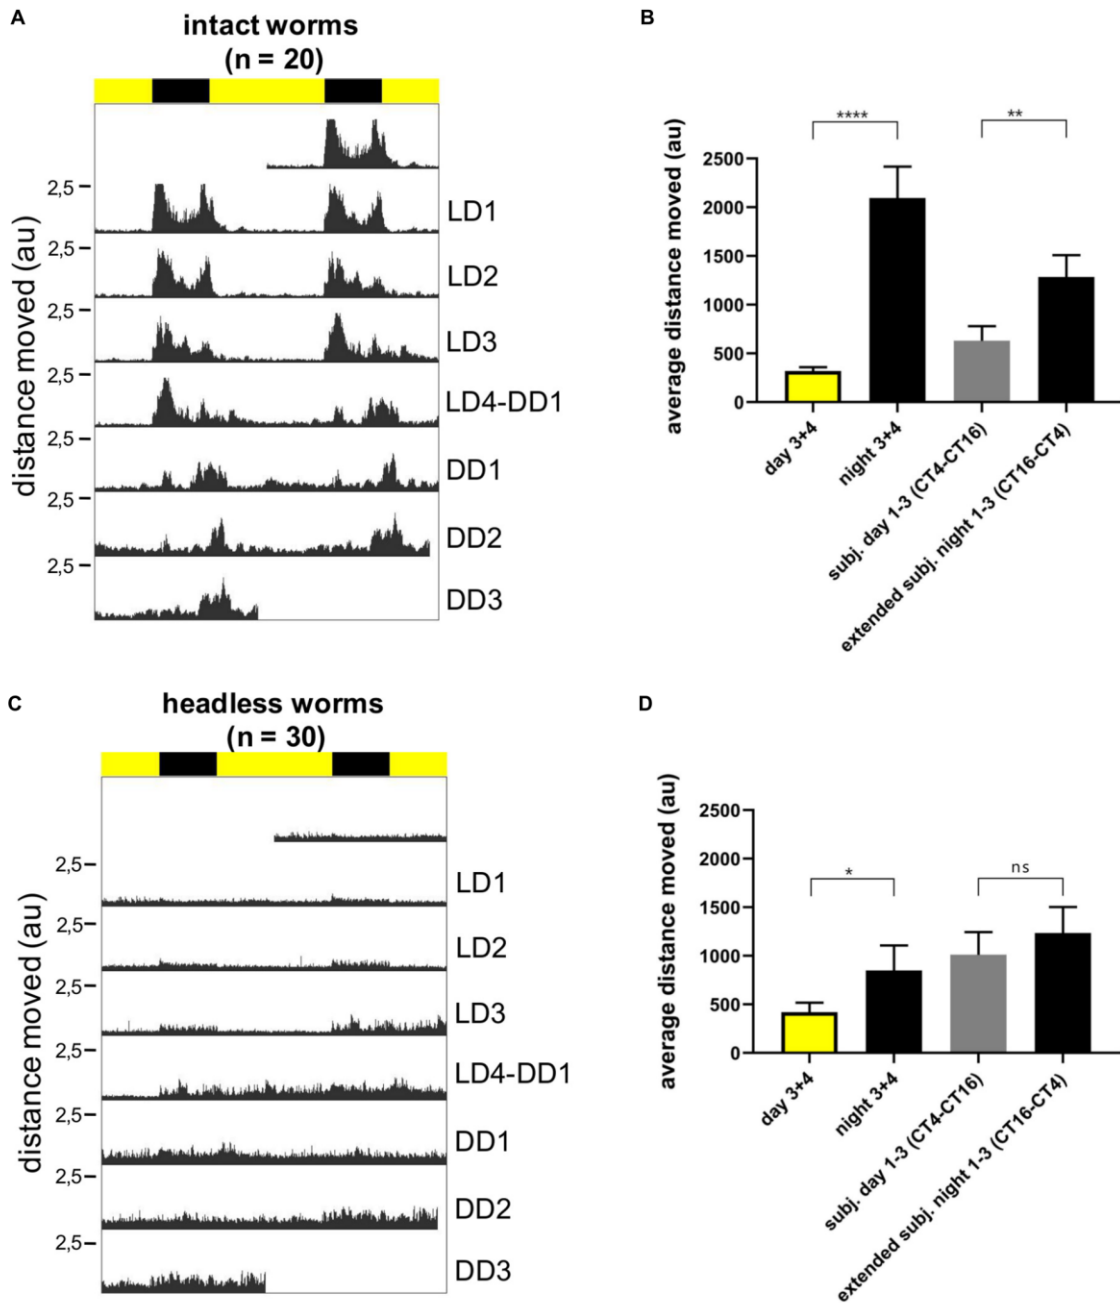 A
intact worms
(n = 20)
distance moved (au)
2,5
LD1
2,5
LD2
2,5
LD3
2,5
LD4-DD1
2,5
DD1
2,5
DD2
2,5
DD3
B
average distance moved (au)
**** **
2500
2000
1500
1000
500
0
day 3+4
night 3+4
subj. day 1-3 (CT4-CT16)
extended subj. night 1-3 (CT16-CT4)
C
headless worms
(n = 30)
distance moved (au)
2,5
LD1
2,5
LD2
2,5
LD3
2,5
LD4-DD1
2,5
DD1
2,5
DD2
2,5
DD3
D
average distance moved (au)
* ns
2500
2000
1500
1000
500
0
day 3+4
night 3+4
subj. day 1-3 (CT4-CT16)
extended subj. night 1-3 (CT16-CT4)